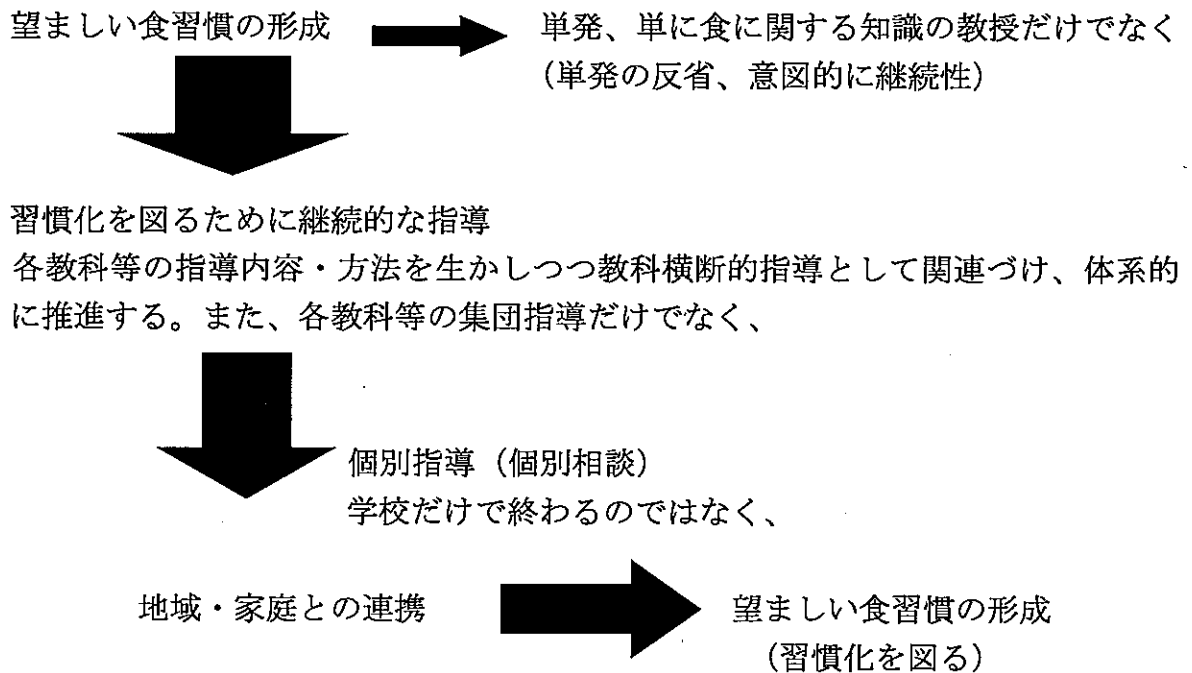 望ましい食習慣の形成
単発、単に食に関する知識の教授だけでなく
(単発の反省、意図的に継続性)
習慣化を図るために継続的な指導
各教科等の指導内容・方法を生かしつつ教科横断的指導として関連づけ、体系的
に推進する。また、各教科等の集団指導だけでなく、
個別指導(個別相談)
学校だけで終わるのではなく、
地域・家庭との連携
望ましい食習慣の形成
(習慣化を図る)